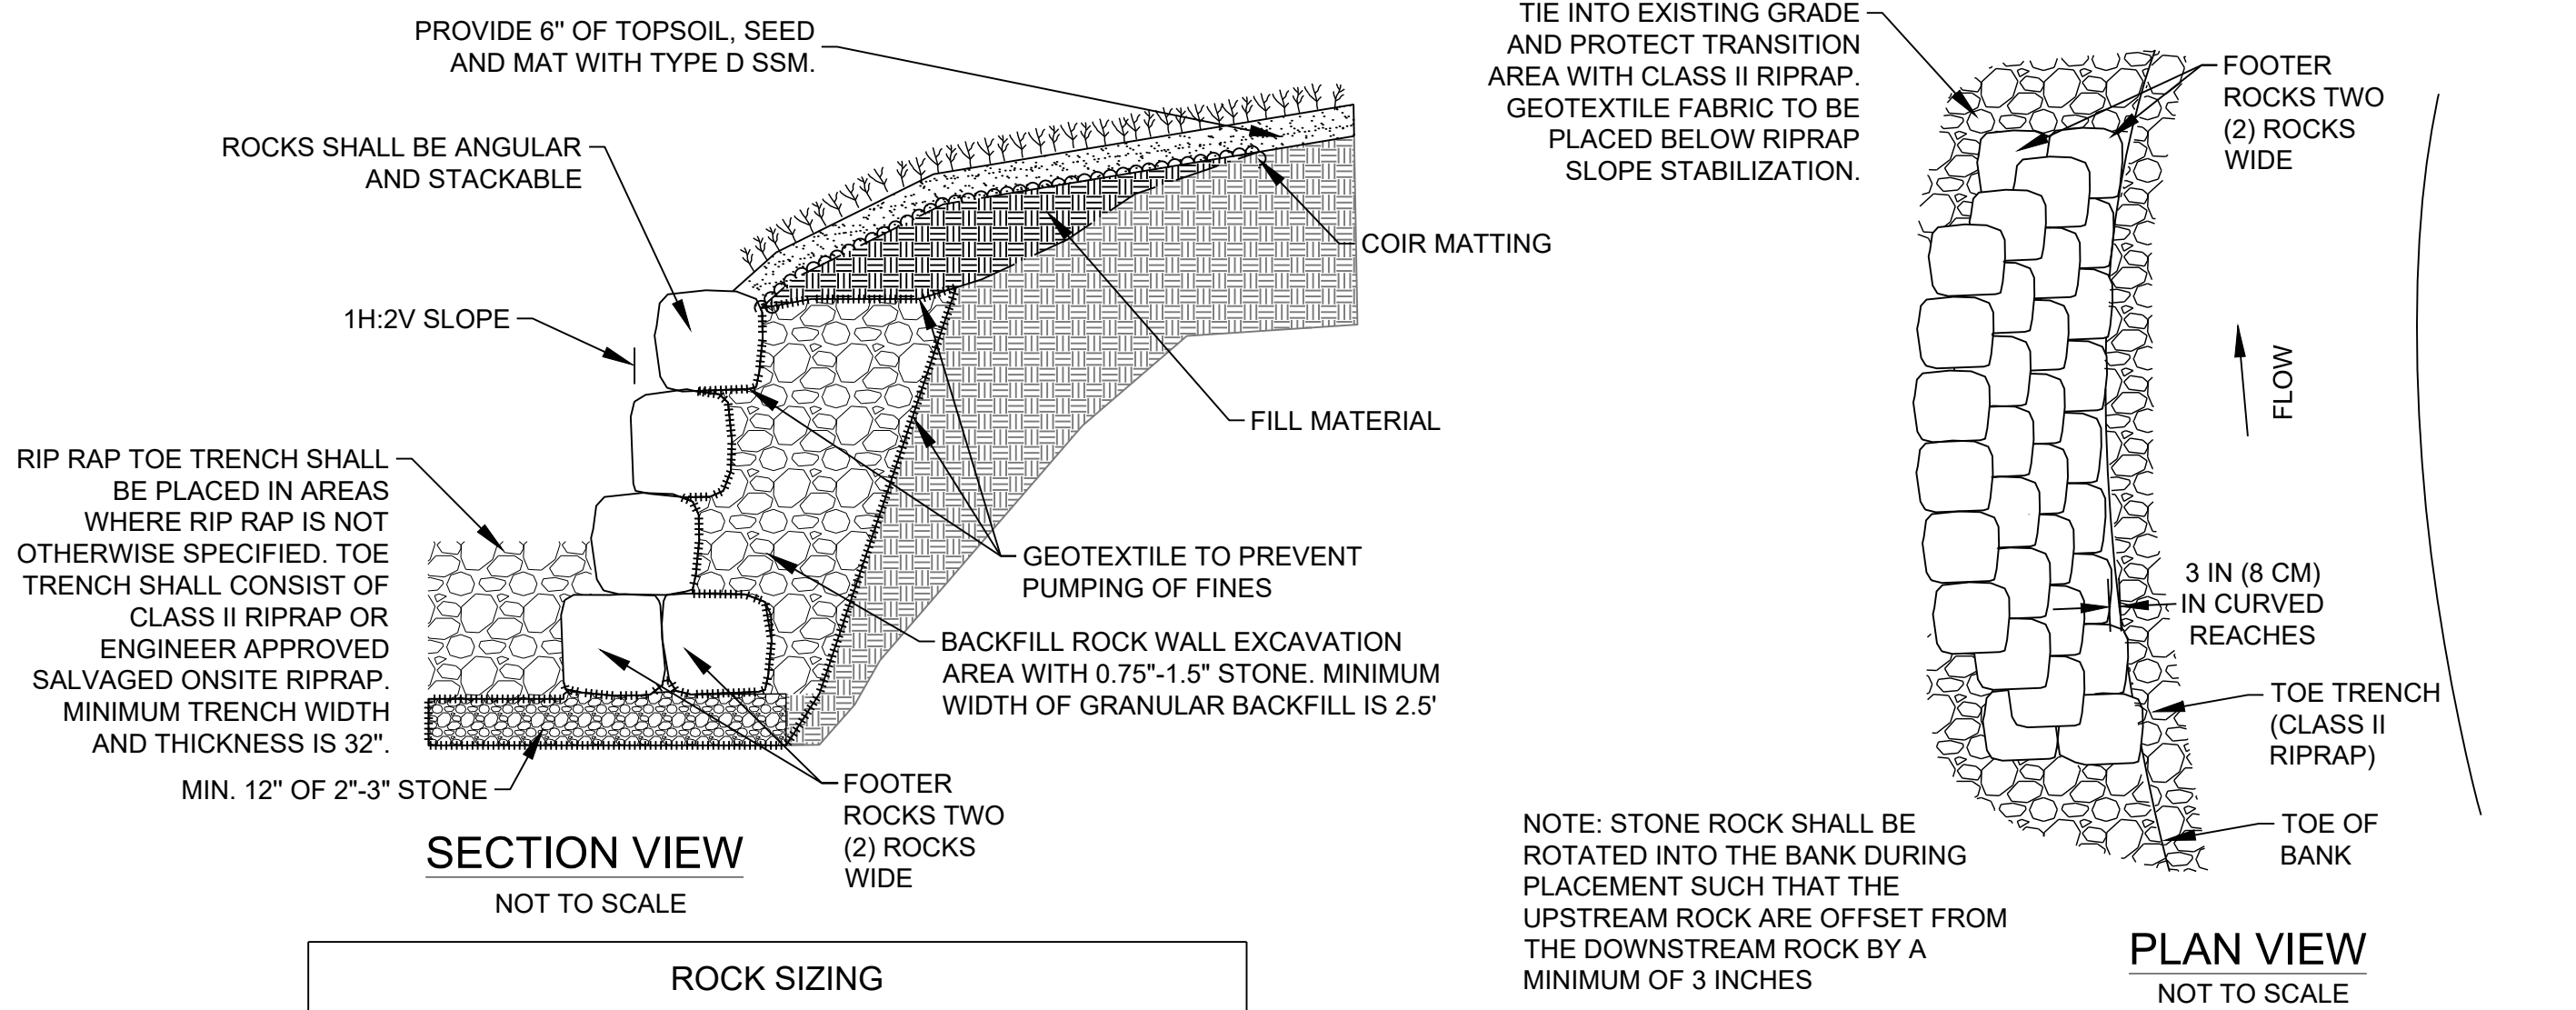 PROVIDE 6" OF TOPSOIL, SEED
AND MAT WITH TYPE D SSM.
ROCKS SHALL BE ANGULAR
AND STACKABLE
1H:2V SLOPE
RIP RAP TOE TRENCH SHALL
BE PLACED IN AREAS
WHERE RIP RAP IS NOT
OTHERWISE SPECIFIED. TOE
TRENCH SHALL CONSIST OF
CLASS II RIPRAP OR
ENGINEER APPROVED
SALVAGED ONSITE RIPRAP.
MINIMUM TRENCH WIDTH
AND THICKNESS IS 32".
MIN. 12" OF 2"-3" STONE
COIR MATTING
FILL MATERIAL
GEOTEXTILE TO PREVENT
PUMPING OF FINES
BACKFILL ROCK WALL EXCAVATION
AREA WITH 0.75"-1.5" STONE. MINIMUM
WIDTH OF GRANULAR BACKFILL IS 2.5'
FOOTER
ROCKS TWO
(2) ROCKS
WIDE
SECTION VIEW
NOT TO SCALE
ROCK SIZING
TIE INTO EXISTING GRADE
AND PROTECT TRANSITION
AREA WITH CLASS II RIPRAP.
GEOTEXTILE FABRIC TO BE
PLACED BELOW RIPRAP
SLOPE STABILIZATION.
FOOTER
ROCKS TWO
(2) ROCKS
WIDE
FLOW
3 IN (8 CM)
IN CURVED
REACHES
TOE TRENCH
(CLASS II
RIPRAP)
TOE OF
BANK
NOTE: STONE ROCK SHALL BE
ROTATED INTO THE BANK DURING
PLACEMENT SUCH THAT THE
UPSTREAM ROCK ARE OFFSET FROM
THE DOWNSTREAM ROCK BY A
MINIMUM OF 3 INCHES
PLAN VIEW
NOT TO SCALE